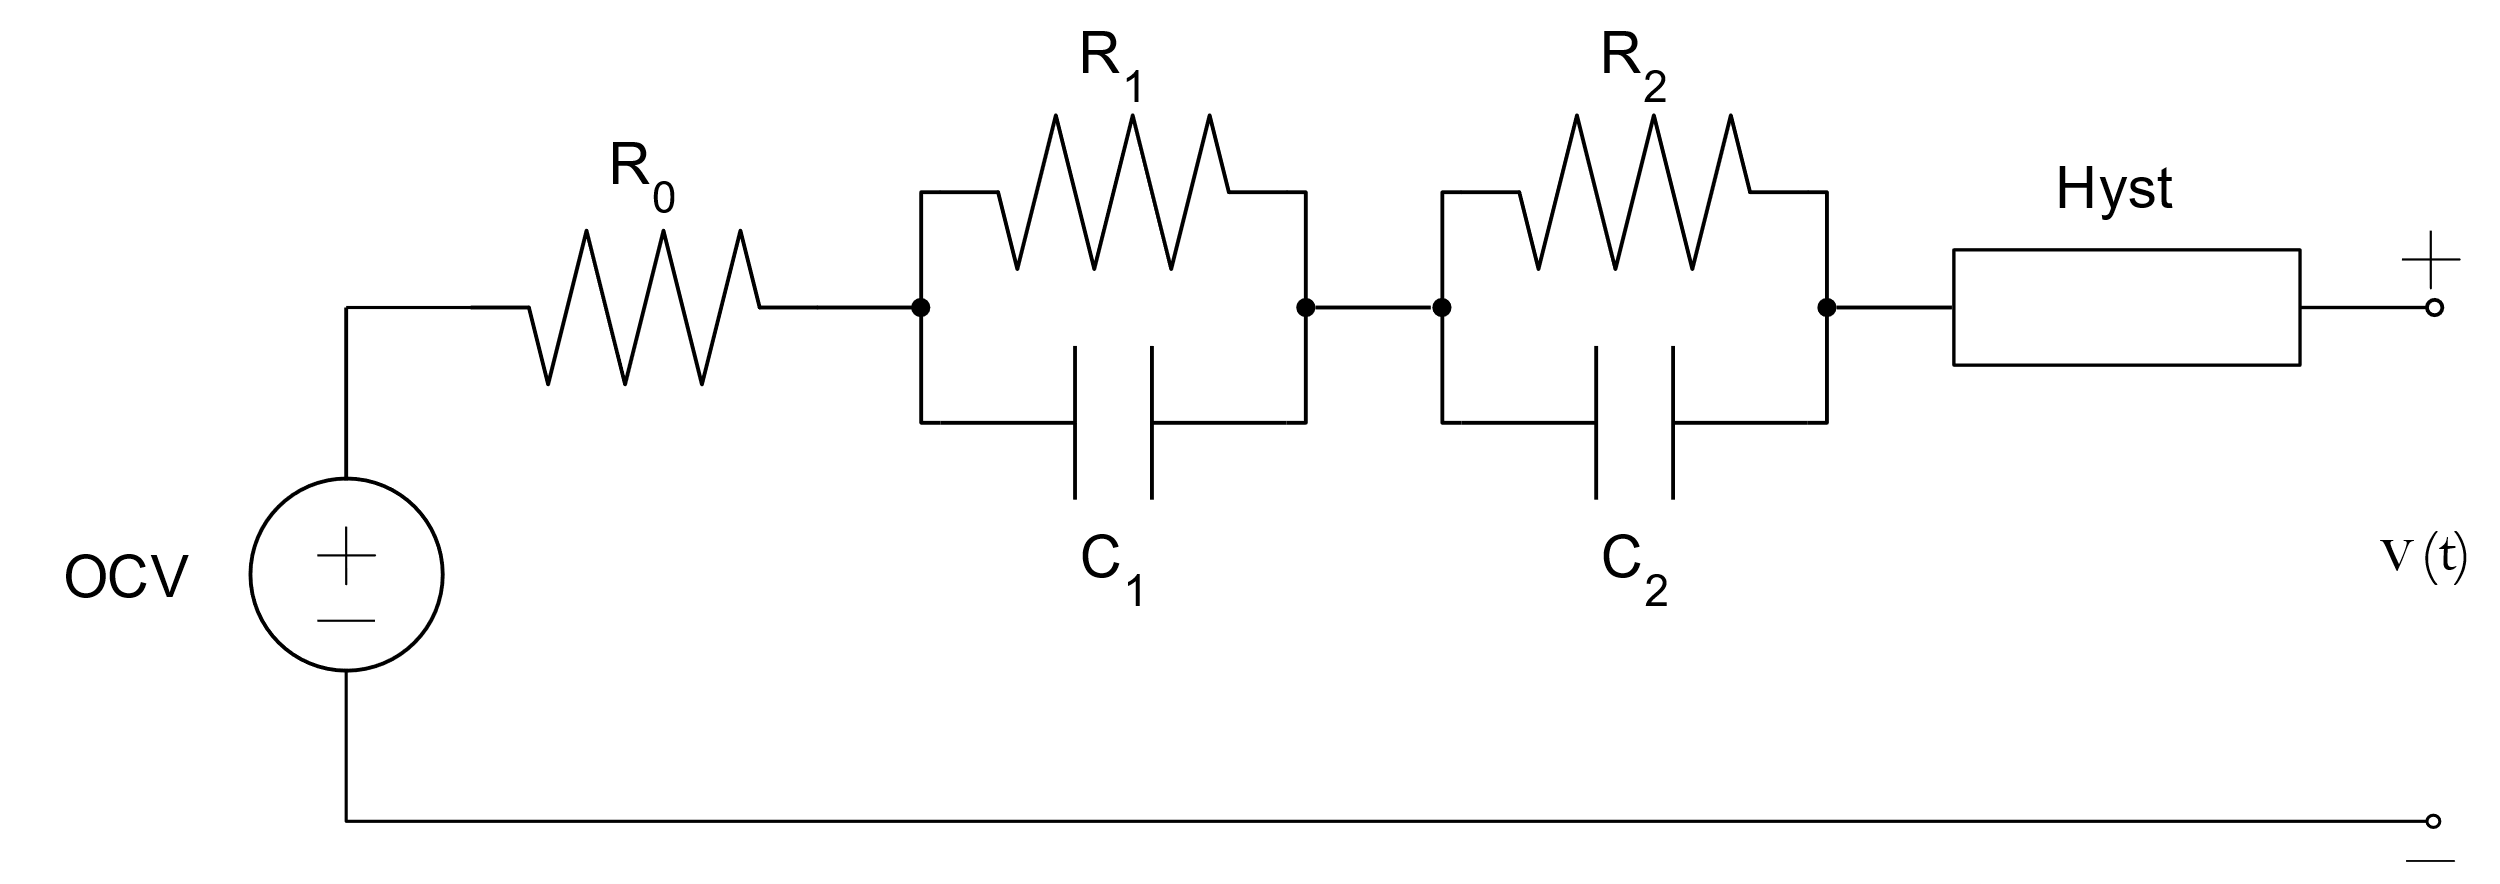 R1
R2
R0
Hyst
+
OCV
+
−
v(t)
C1
C2
−